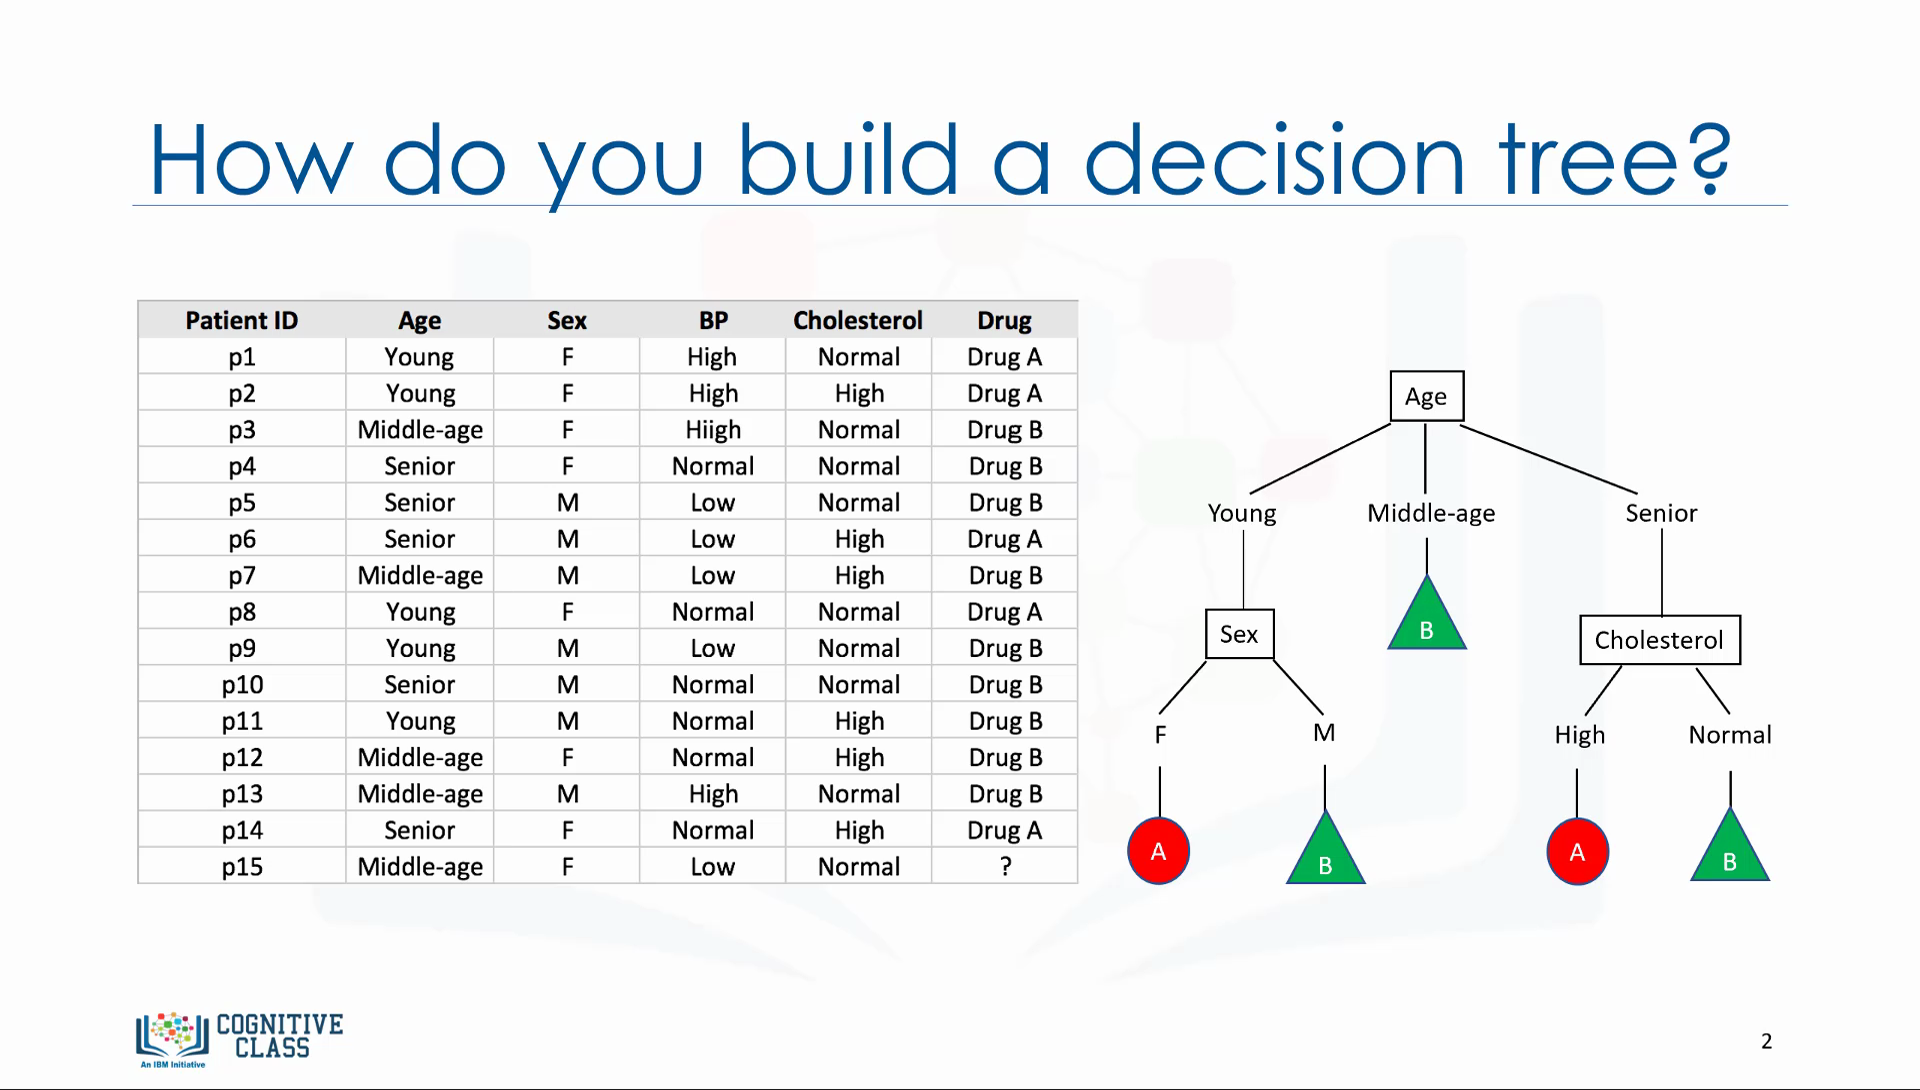 How do you build a decision tree?
Patient ID Age Sex BP Cholesterol Drug
p1 Young F High Normal Drug A
p2 Young F High High Drug A
p3 Middle-age F Hiigh Normal Drug B
p4 Senior F Normal Normal Drug B
p5 Senior M Low Normal Drug B
p6 Senior M Low High Drug A
p7 Middle-age M Low High Drug B
p8 Young F Normal Normal Drug A
p9 Young M Low Normal Drug B
p10 Senior M Normal Normal Drug B
p11 Young M Normal High Drug B
p12 Middle-age F Normal High Drug B
p13 Middle-age M High Normal Drug B
p14 Senior F Normal High Drug A
p15 Middle-age F Low Normal ?
Age
Young Middle-age Senior
B
Sex Cholesterol
F M High Normal
A B A B
COGNITIVE
CLASS
An IBM Initiative
2